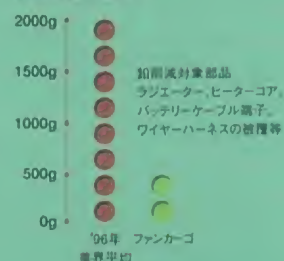 2000g
1500g
1000g
500g
0g
鉛削減対象部品
ラジエーター、ヒーターコア、
バッテリーケーブル端子、
ワイヤーハーネスの被覆等
'96年
業界平均
ファンカーゴ